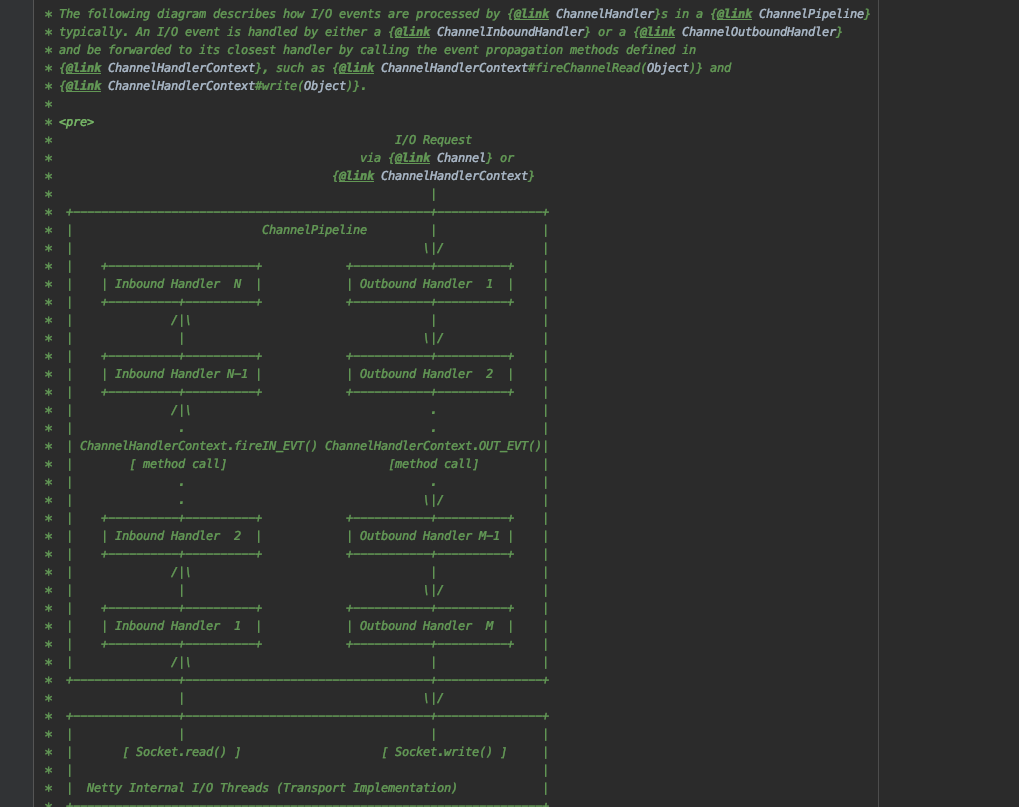 * The following diagram describes how I/O events are processed by {@link ChannelHandler}s in a {@link ChannelPipeline}
* typically. An I/O event is handled by either a {@link ChannelInboundHandler} or a {@link ChannelOutboundHandler}
* and be forwarded to its closest handler by calling the event propagation methods defined in
* {@link ChannelHandlerContext}, such as {@link ChannelHandlerContext#fireChannelRead(Object)} and
* {@link ChannelHandlerContext#write(Object)}.
*
* <pre>
*                                                 I/O Request
*                                            via {@link Channel} or
*                                        {@link ChannelHandlerContext}
*                                                      |
*  +---------------------------------------------------+---------------+
*  |                           ChannelPipeline         |               |
*  |                                                  \|/              |
*  |    +---------------------+            +-----------+----------+    |
*  |    | Inbound Handler  N  |            | Outbound Handler  1  |    |
*  |    +----------+----------+            +-----------+----------+    |
*  |              /|\                                  |               |
*  |               |                                  \|/              |
*  |    +----------+----------+            +-----------+----------+    |
*  |    | Inbound Handler N-1 |            | Outbound Handler  2  |    |
*  |    +----------+----------+            +-----------+----------+    |
*  |              /|\                                  .               |
*  |               .                                   .               |
*  | ChannelHandlerContext.fireIN_EVT() ChannelHandlerContext.OUT_EVT()|
*  |        [ method call]                       [method call]         |
*  |               .                                   .               |
*  |               .                                  \|/              |
*  |    +----------+----------+            +-----------+----------+    |
*  |    | Inbound Handler  2  |            | Outbound Handler M-1 |    |
*  |    +----------+----------+            +-----------+----------+    |
*  |              /|\                                  |               |
*  |               |                                  \|/              |
*  |    +----------+----------+            +-----------+----------+    |
*  |    | Inbound Handler  1  |            | Outbound Handler  M  |    |
*  |    +----------+----------+            +-----------+----------+    |
*  |              /|\                                  |               |
*  +---------------+-----------------------------------+---------------+
*                  |                                  \|/
*  +---------------+-----------------------------------+---------------+
*  |               |                                   |               |
*  |       [ Socket.read() ]                    [ Socket.write() ]     |
*  |                                                                   |
*  |  Netty Internal I/O Threads (Transport Implementation)            |
*  +-------------------------------------------------------------------+